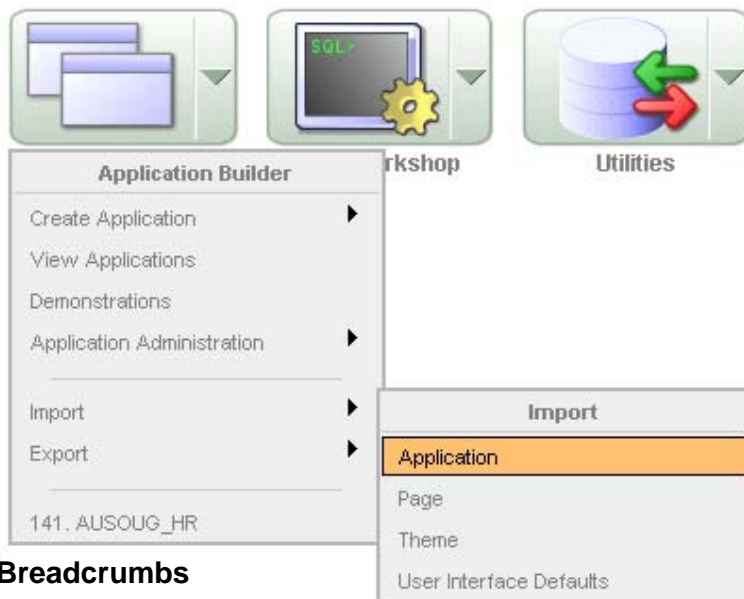 SQL>
rkshop
Utilities
Application Builder
Create Application
View Applications
Demonstrations
Application Administration
Import
Export
141. AUSOUG_HR
Import
Application
Page
Theme
User Interface Defaults
Breadcrumbs